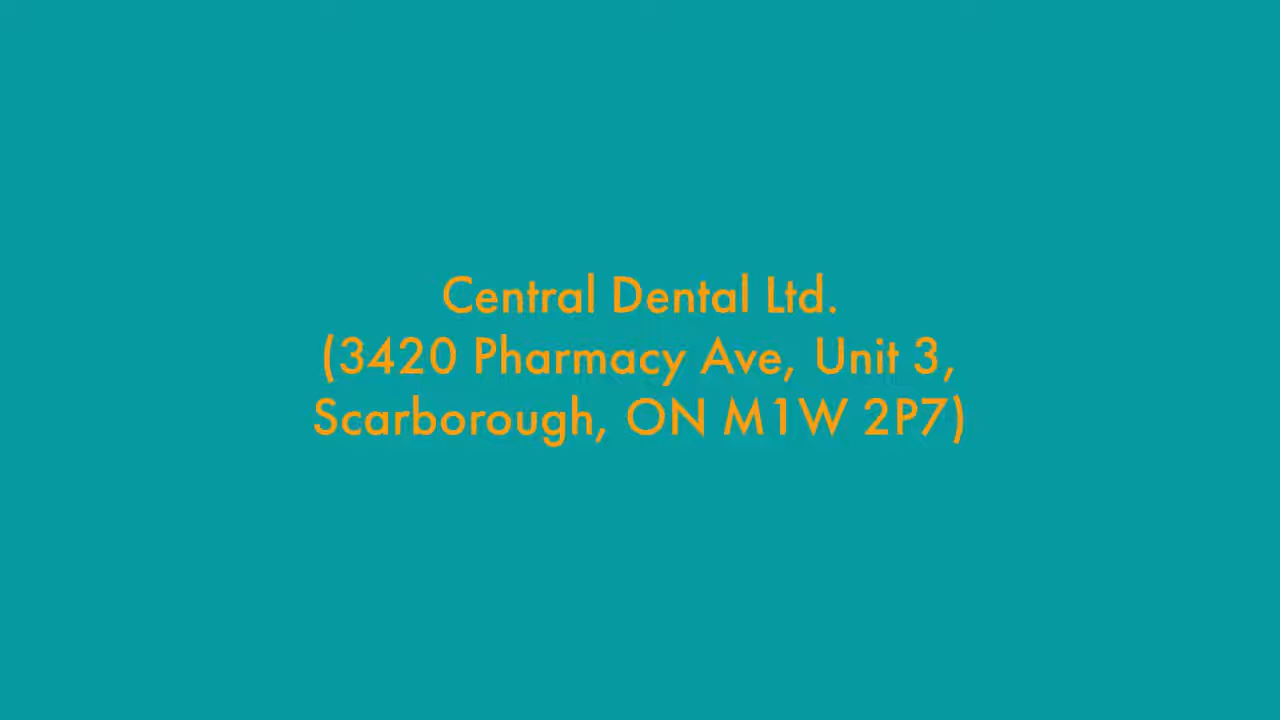 Central Dental Ltd.
(3420 Pharmacy Ave, Unit 3,
Scarborough, ON M1W 2P7)